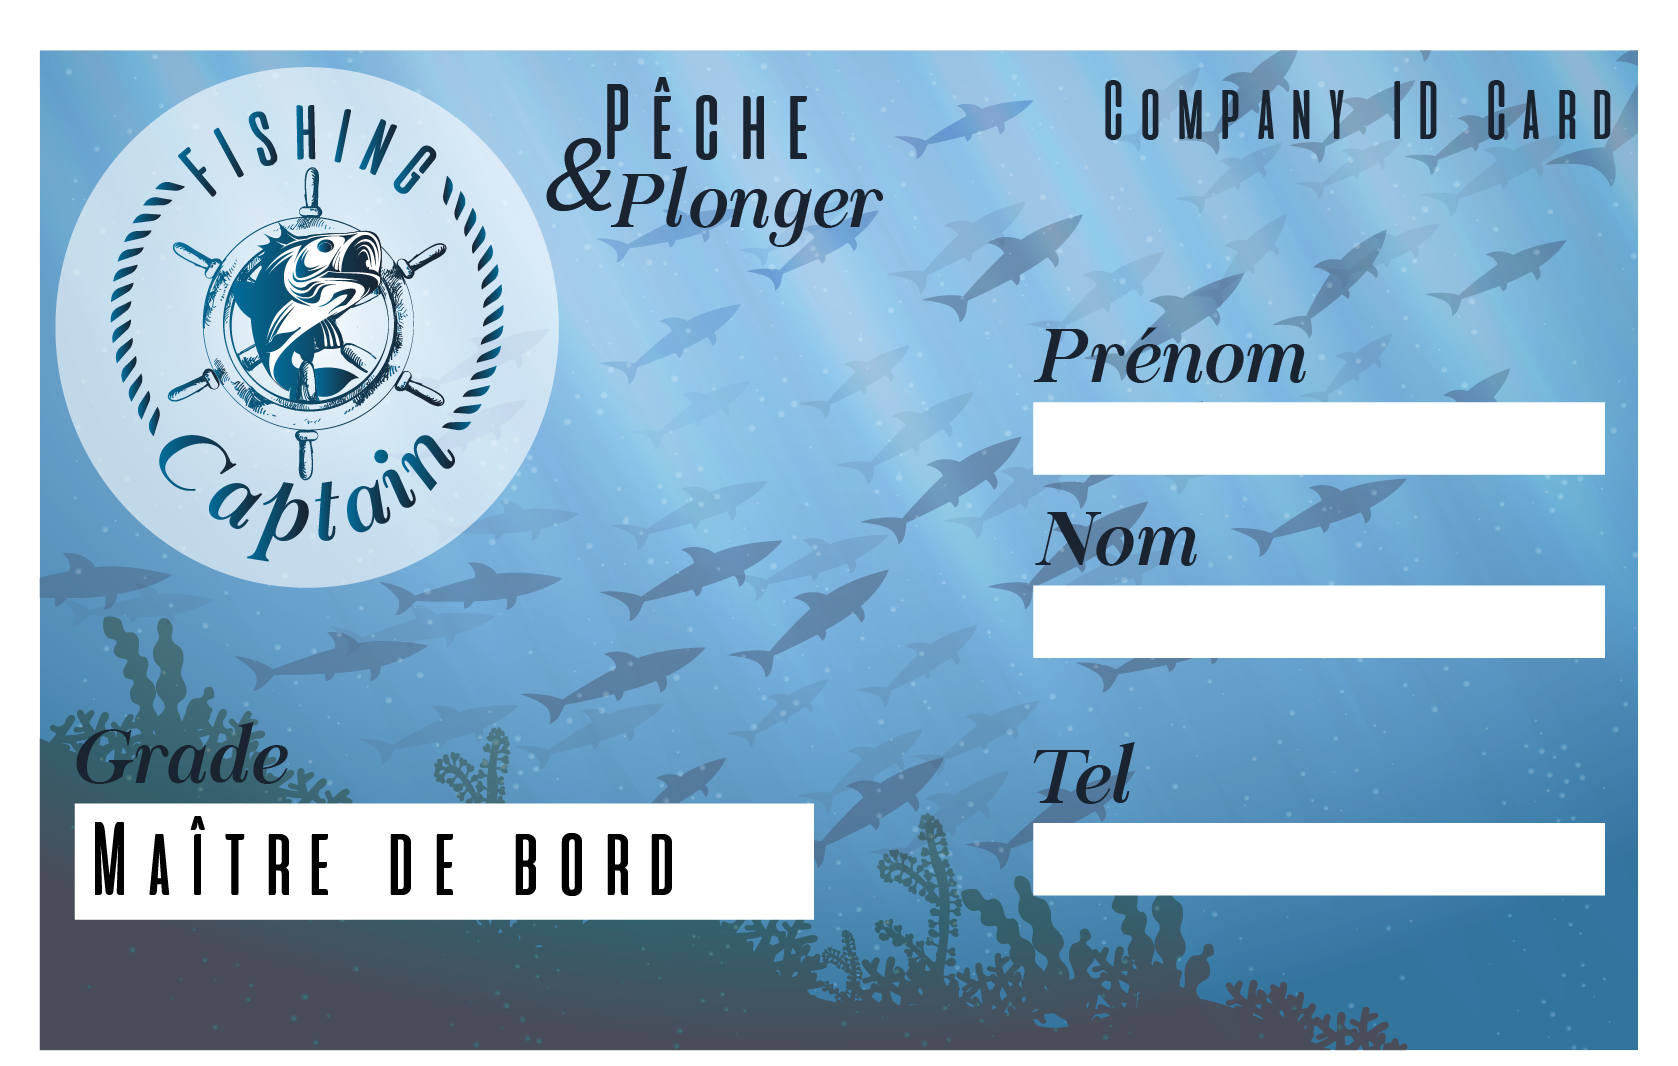 FISHING
Captain
PÊCHE
& Plonger
COMPANY ID CARD
Prénom
Nom
Grade
MAÎTRE DE BORD
Tel